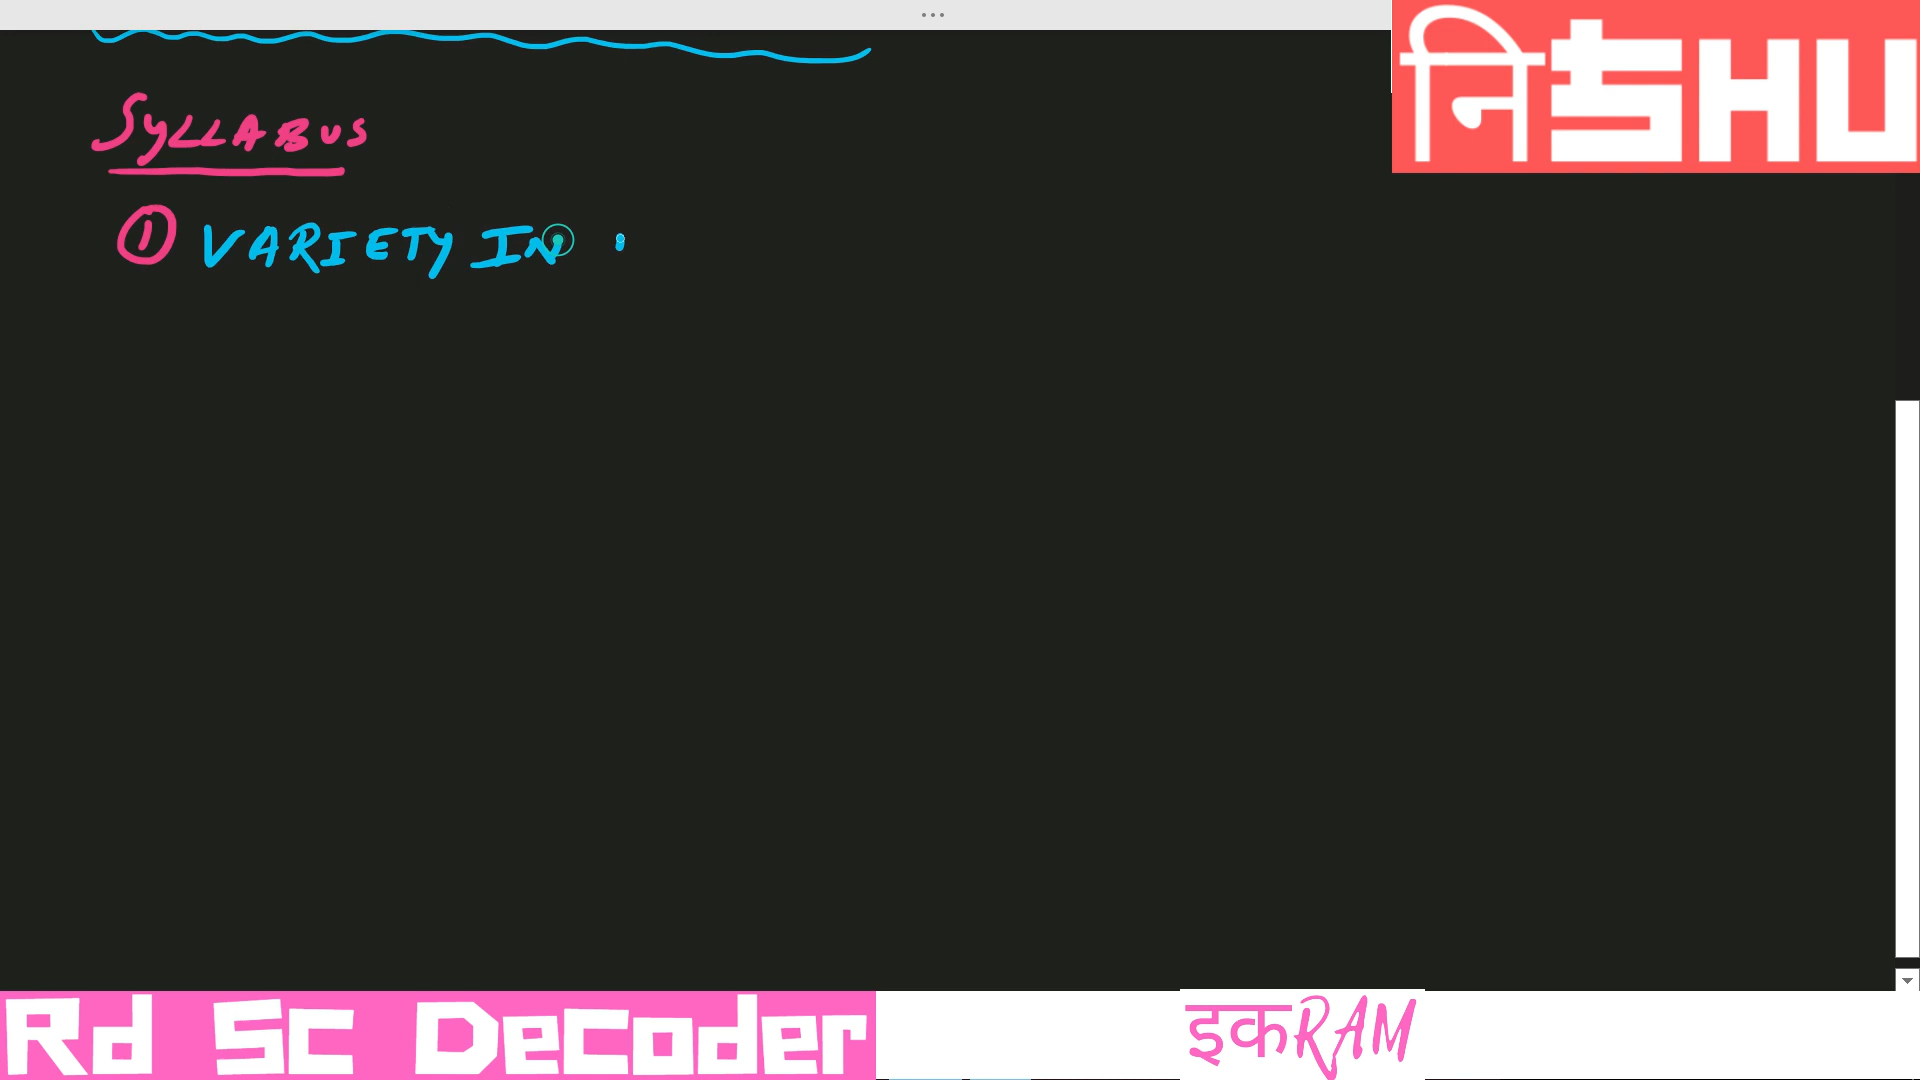 निSHU
SYLLABUS
① VARIETY IN
Rd Sc Decoder
इकRAM